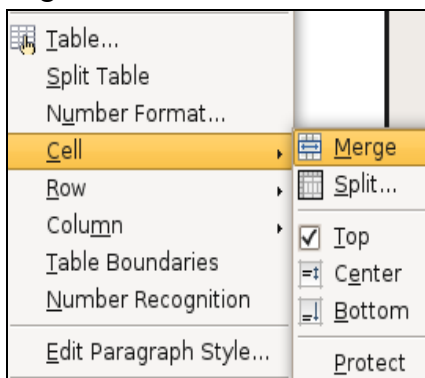 Table...
Split Table
Number Format...
Cell
Row
Column
Table Boundaries
Number Recognition
Edit Paragraph Style...
Merge
Split...
Top
Center
Bottom
Protect